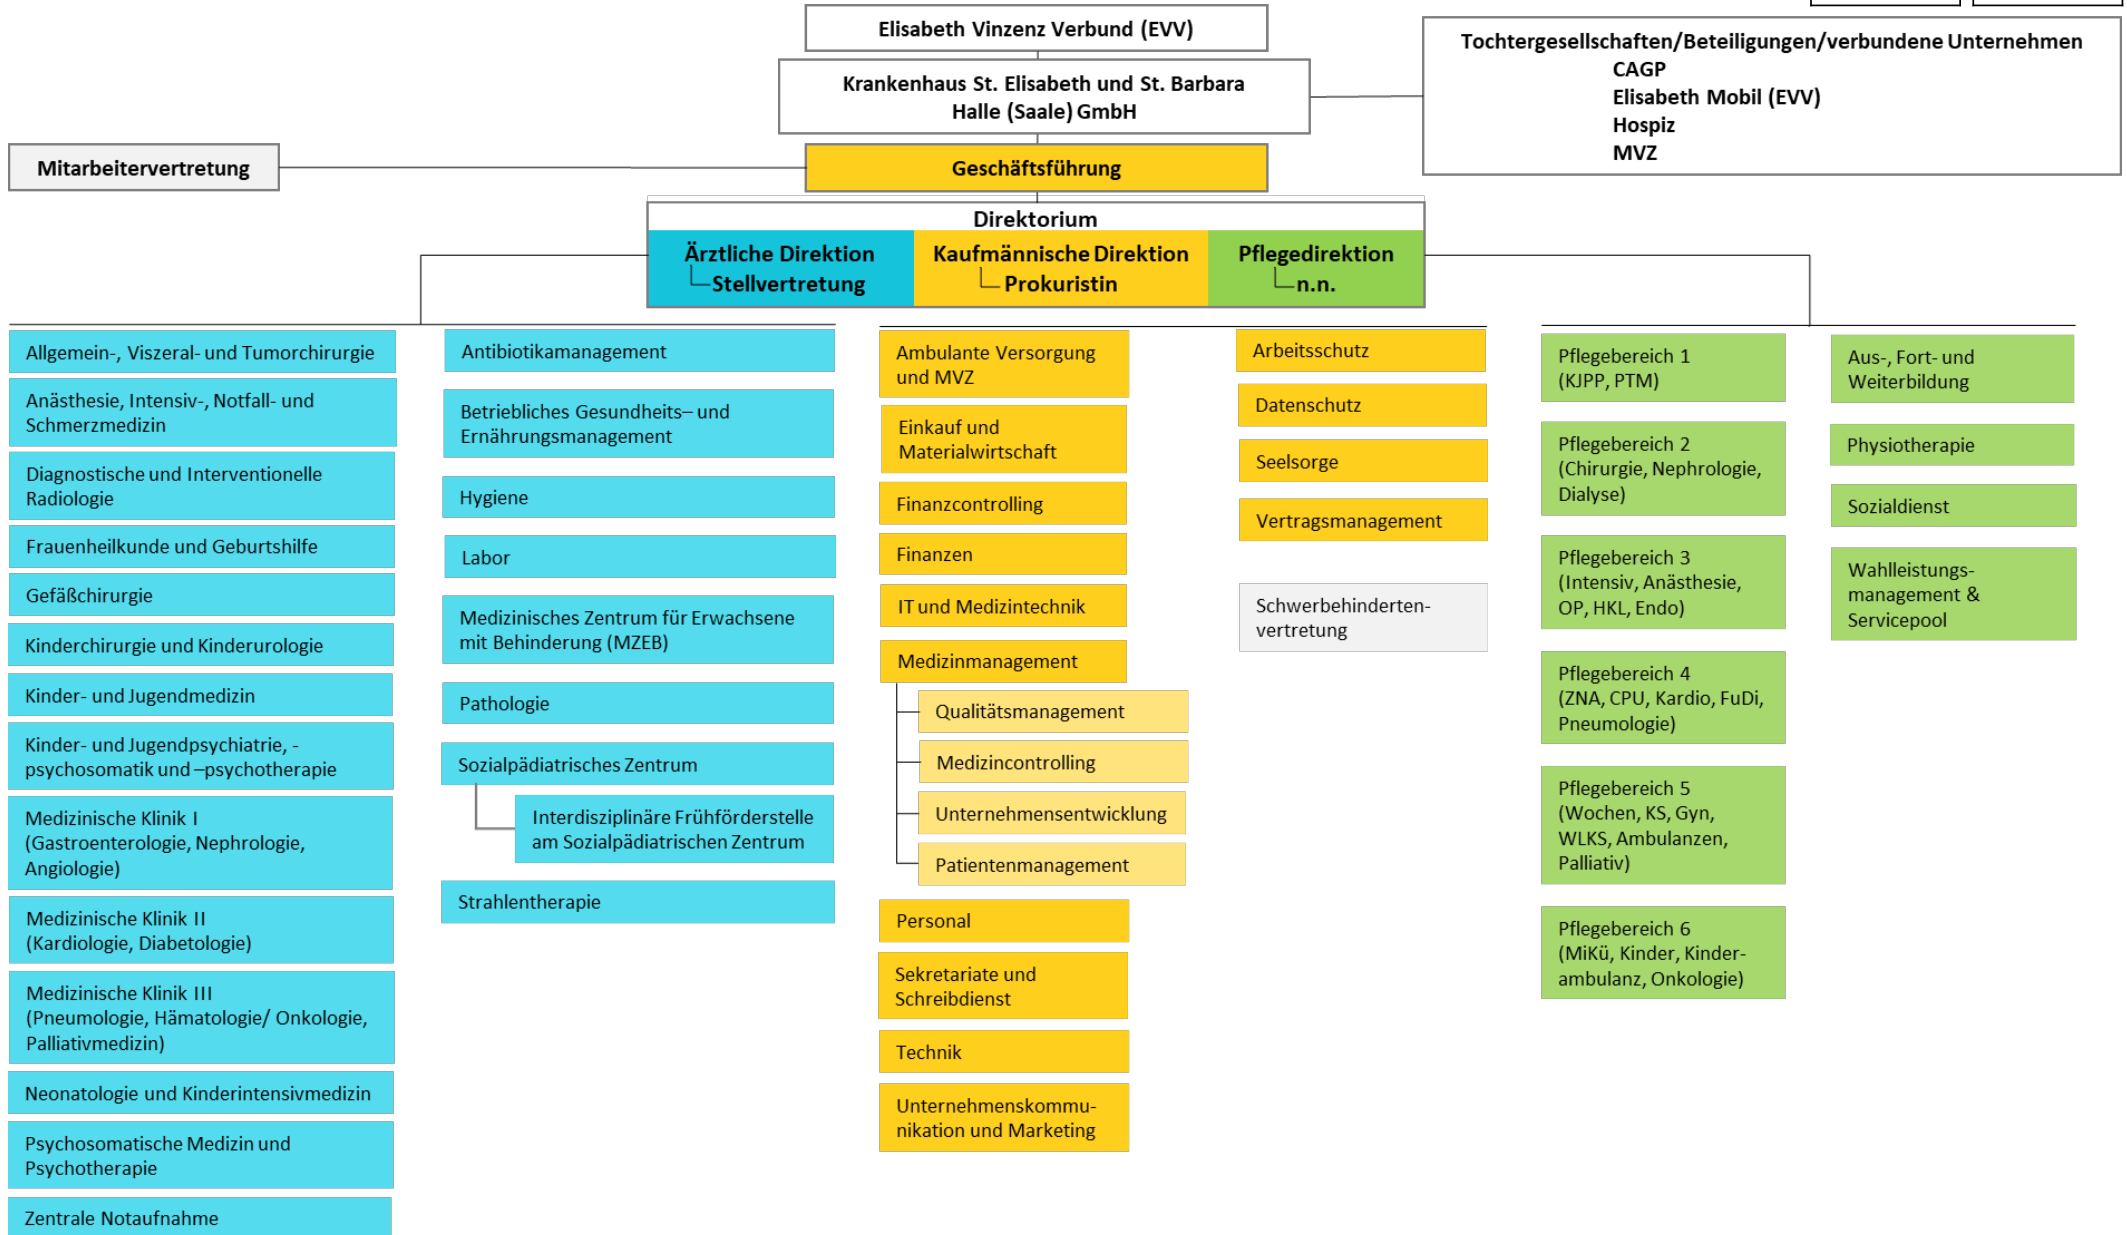 Elisabeth Vinzenz Verbund (EVV)
Krankenhaus St. Elisabeth und St. Barbara
Halle (Saale) GmbH
Tochtergesellschaften/Beteiligungen/verbundene Unternehmen
CAGP
Elisabeth Mobil (EVV)
Hospiz
MVZ
Mitarbeitervertretung
Geschäftsführung
Direktorium
Ärztliche Direktion
Stellvertretung
Kaufmännische Direktion
Prokuristin
Pflegedirektion
n.n.
Allgemein-, Viszeral- und Tumorchirurgie
Anästhesie, Intensiv-, Notfall- und
Schmerzmedizin
Diagnostische und Interventionelle
Radiologie
Frauenheilkunde und Geburtshilfe
Gefäßchirurgie
Kinderchirurgie und Kinderurologie
Kinder- und Jugendmedizin
Kinder- und Jugendpsychiatrie, -
psychosomatik und –psychotherapie
Medizinische Klinik I
(Gastroenterologie, Nephrologie,
Angiologie)
Medizinische Klinik II
(Kardiologie, Diabetologie)
Medizinische Klinik III
(Pneumologie, Hämatologie/ Onkologie,
Palliativmedizin)
Neonatologie und Kinderintensivmedizin
Psychosomatische Medizin und
Psychotherapie
Zentrale Notaufnahme
Antibiotikamanagement
Betriebliches Gesundheits– und
Ernährungsmanagement
Hygiene
Labor
Medizinisches Zentrum für Erwachsene
mit Behinderung (MZEB)
Pathologie
Sozialpädiatrisches Zentrum
Interdisziplinäre Frühförderstelle
am Sozialpädiatrischen Zentrum
Strahlentherapie
Ambulante Versorgung
und MVZ
Einkauf und
Materialwirtschaft
Finanzcontrolling
Finanzen
IT und Medizintechnik
Medizinmanagement
Qualitätsmanagement
Medizincontrolling
Unternehmensentwicklung
Patientenmanagement
Personal
Sekretariate und
Schreibdienst
Technik
Unternehmenskommu-
nikation und Marketing
Arbeitsschutz
Datenschutz
Seelsorge
Vertragsmanagement
Schwerbehinderten-
vertretung
Pflegebereich 1
(KJPP, PTM)
Pflegebereich 2
(Chirurgie, Nephrologie,
Dialyse)
Pflegebereich 3
(Intensiv, Anästhesie,
OP, HKL, Endo)
Pflegebereich 4
(ZNA, CPU, Kardio, FuDi,
Pneumologie)
Pflegebereich 5
(Wochen, KS, Gyn,
WLKS, Ambulanzen,
Palliativ)
Pflegebereich 6
(MiKü, Kinder, Kinder-
ambulanz, Onkologie)
Aus-, Fort- und
Weiterbildung
Physiotherapie
Sozialdienst
Wahlleistungs-
management &
Servicepool